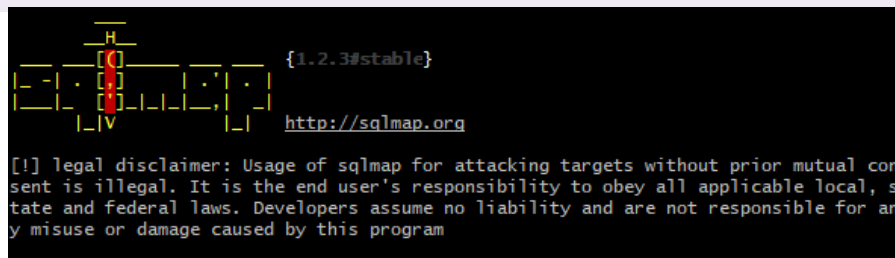 {1.2.3#stable}
http://sqlmap.org
[!] legal disclaimer: Usage of sqlmap for attacking targets without prior mutual con
sent is illegal. It is the end user's responsibility to obey all applicable local, s
tate and federal laws. Developers assume no liability and are not responsible for an
y misuse or damage caused by this program